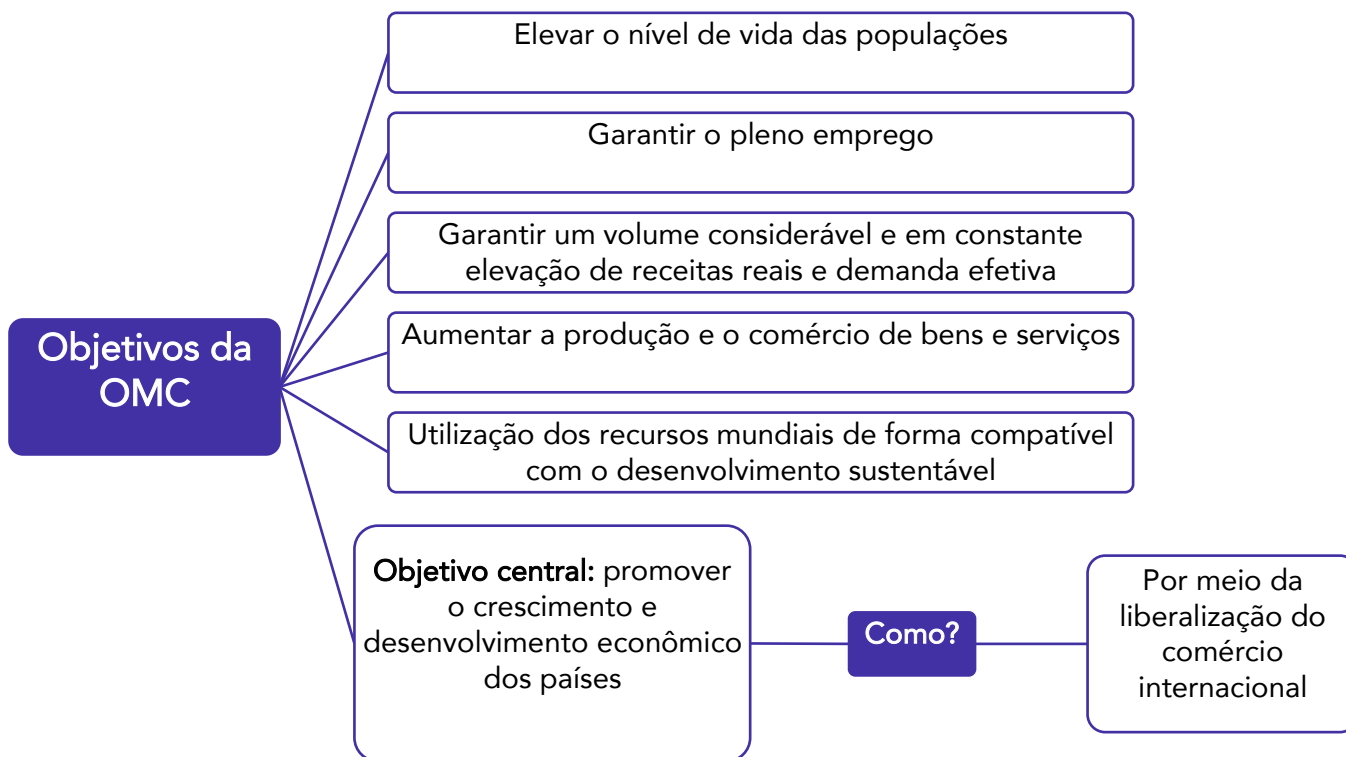 Elevar o nível de vida das populações
Garantir o pleno emprego
Garantir um volume considerável e em constante
elevação de receitas reais e demanda efetiva
Objetivos da
OMC
Aumentar a produção e o comércio de bens e serviços
Utilização dos recursos mundiais de forma compatível
com o desenvolvimento sustentável
Objetivo central: promover
o crescimento e
desenvolvimento econômico
dos países
Como?
Por meio da
liberalização do
comércio
internacional